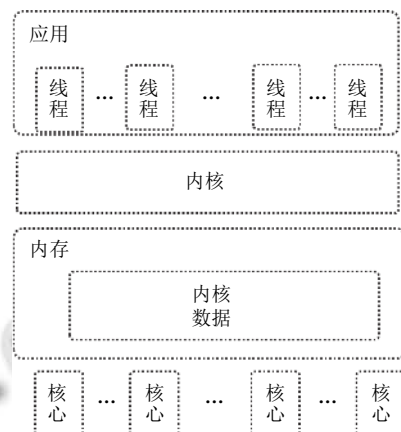 应用
线程 … 线程 … 线程 … 线程
内核
内存
内核
数据
核心 … 核心 … 核心 … 核心